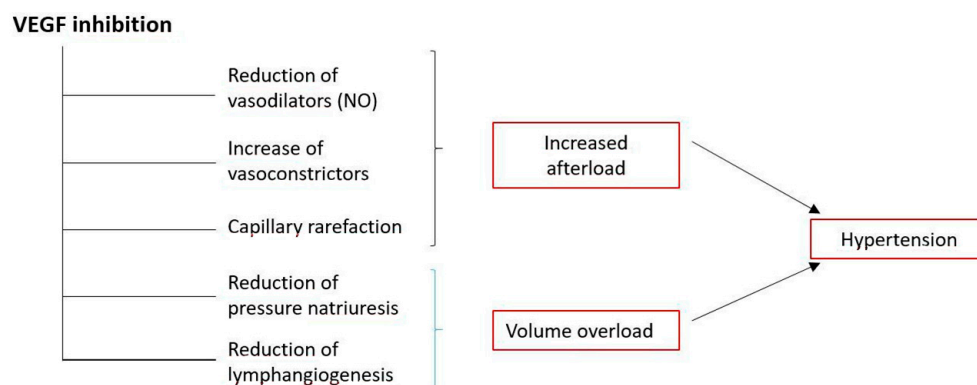 VEGF inhibition
Reduction of
vasodilators (NO)
Increase of
vasoconstrictors
Capillary rarefaction
Reduction of
pressure natriuresis
Reduction of
lymphangiogenesis
Increased
afterload
Volume overload
Hypertension